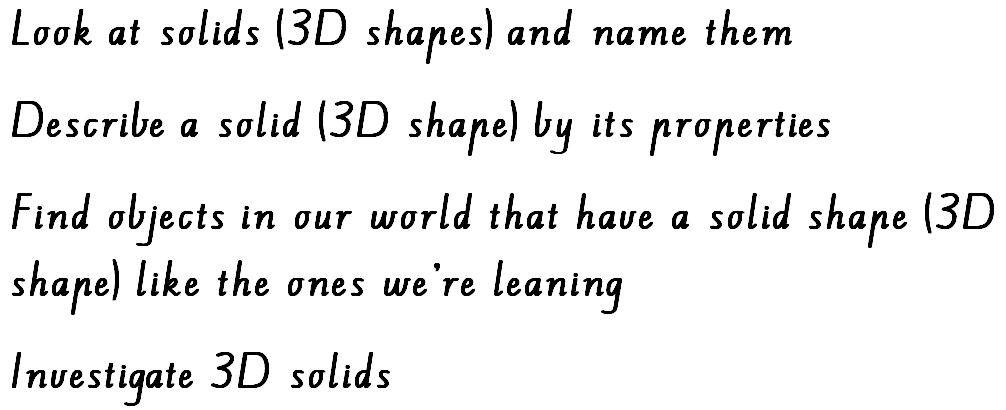 Look at solids (3D shapes) and name them
Describe a solid (3D shape) by its properties
Find objects in our world that have a solid shape (3D
shape) like the ones we're leaning
Investigate 3D solids